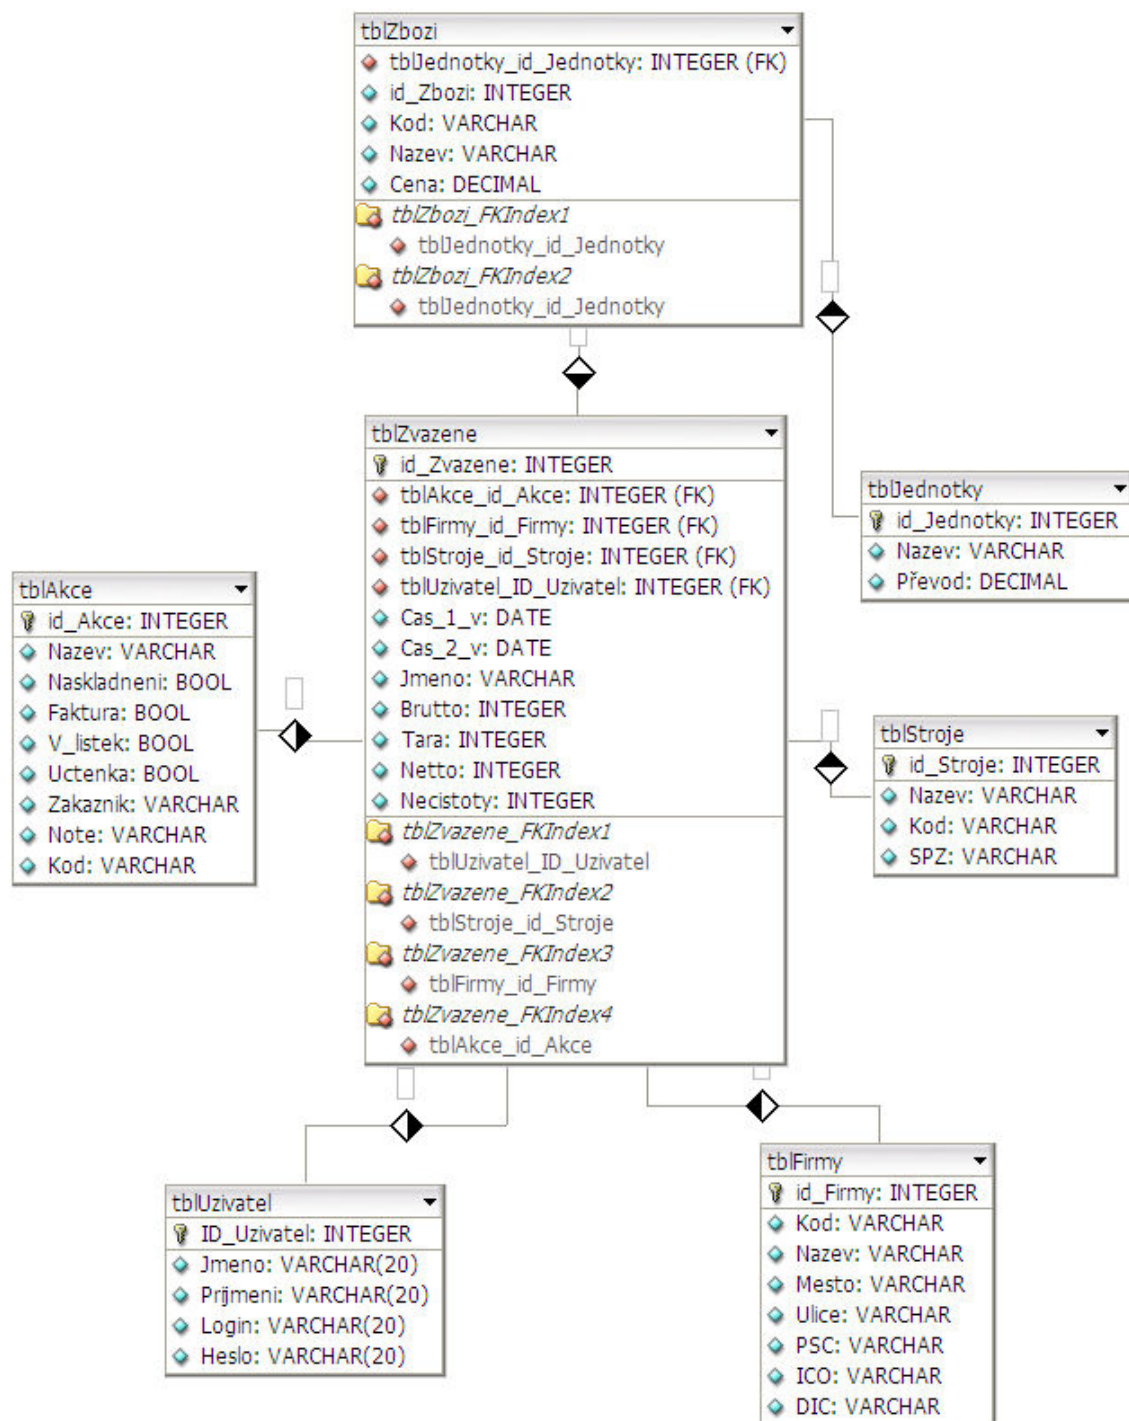 tblZbozi
tblJednotky_id_Jednotky: INTEGER (FK)
id_Zbozi: INTEGER
Kod: VARCHAR
Nazev: VARCHAR
Cena: DECIMAL
tblZbozi_FKIndex1
tblJednotky_id_Jednotky
tblZbozi_FKIndex2
tblJednotky_id_Jednotky
tblZvazene
id_Zvazene: INTEGER
tblAkce_id_Akce: INTEGER (FK)
tblFirmy_id_Firmy: INTEGER (FK)
tblStroje_id_Stroje: INTEGER (FK)
tblUzivatel_ID_Uzivatel: INTEGER (FK)
Cas_1_v: DATE
Cas_2_v: DATE
Jmeno: VARCHAR
Brutto: INTEGER
Tara: INTEGER
Netto: INTEGER
Necistoty: INTEGER
tblZvazene_FKIndex1
tblUzivatel_ID_Uzivatel
tblZvazene_FKIndex2
tblStroje_id_Stroje
tblZvazene_FKIndex3
tblFirmy_id_Firmy
tblZvazene_FKIndex4
tblAkce_id_Akce
tblJednotky
id_Jednotky: INTEGER
Nazev: VARCHAR
Převod: DECIMAL
tblAkce
id_Akce: INTEGER
Nazev: VARCHAR
Naskladneni: BOOL
Faktura: BOOL
V_listek: BOOL
Uctenka: BOOL
Zakaznik: VARCHAR
Note: VARCHAR
Kod: VARCHAR
tblStroje
id_Stroje: INTEGER
Nazev: VARCHAR
Kod: VARCHAR
SPZ: VARCHAR
tblUzivatel
ID_Uzivatel: INTEGER
Jmeno: VARCHAR(20)
Prijmeni: VARCHAR(20)
Login: VARCHAR(20)
Heslo: VARCHAR(20)
tblFirmy
id_Firmy: INTEGER
Kod: VARCHAR
Nazev: VARCHAR
Mesto: VARCHAR
Ulice: VARCHAR
PSC: VARCHAR
ICO: VARCHAR
DIC: VARCHAR